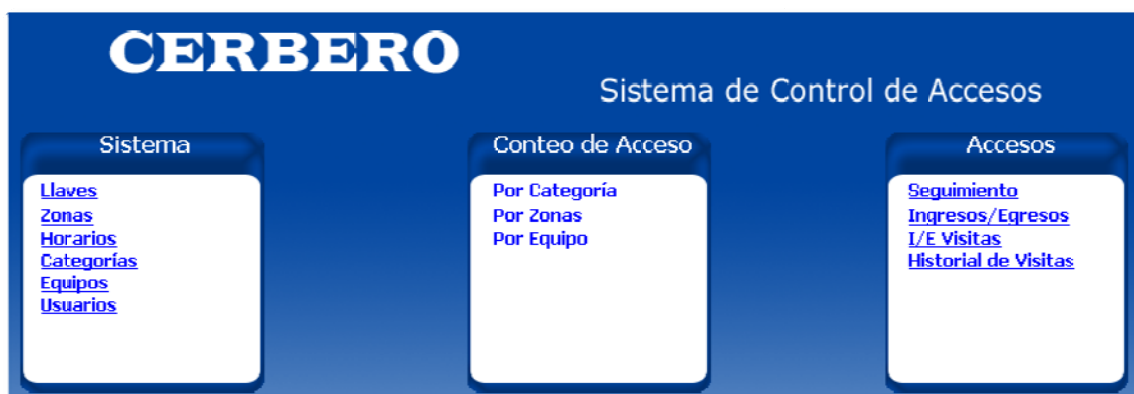 CERBERO
Sistema de Control de Accesos
Sistema
Llaves
Zonas
Horarios
Categorías
Equipos
Usuarios
Conteo de Acceso
Por Categoría
Por Zonas
Por Equipo
Accesos
Seguimiento
Ingresos/Egresos
I/E Visitas
Historial de Visitas